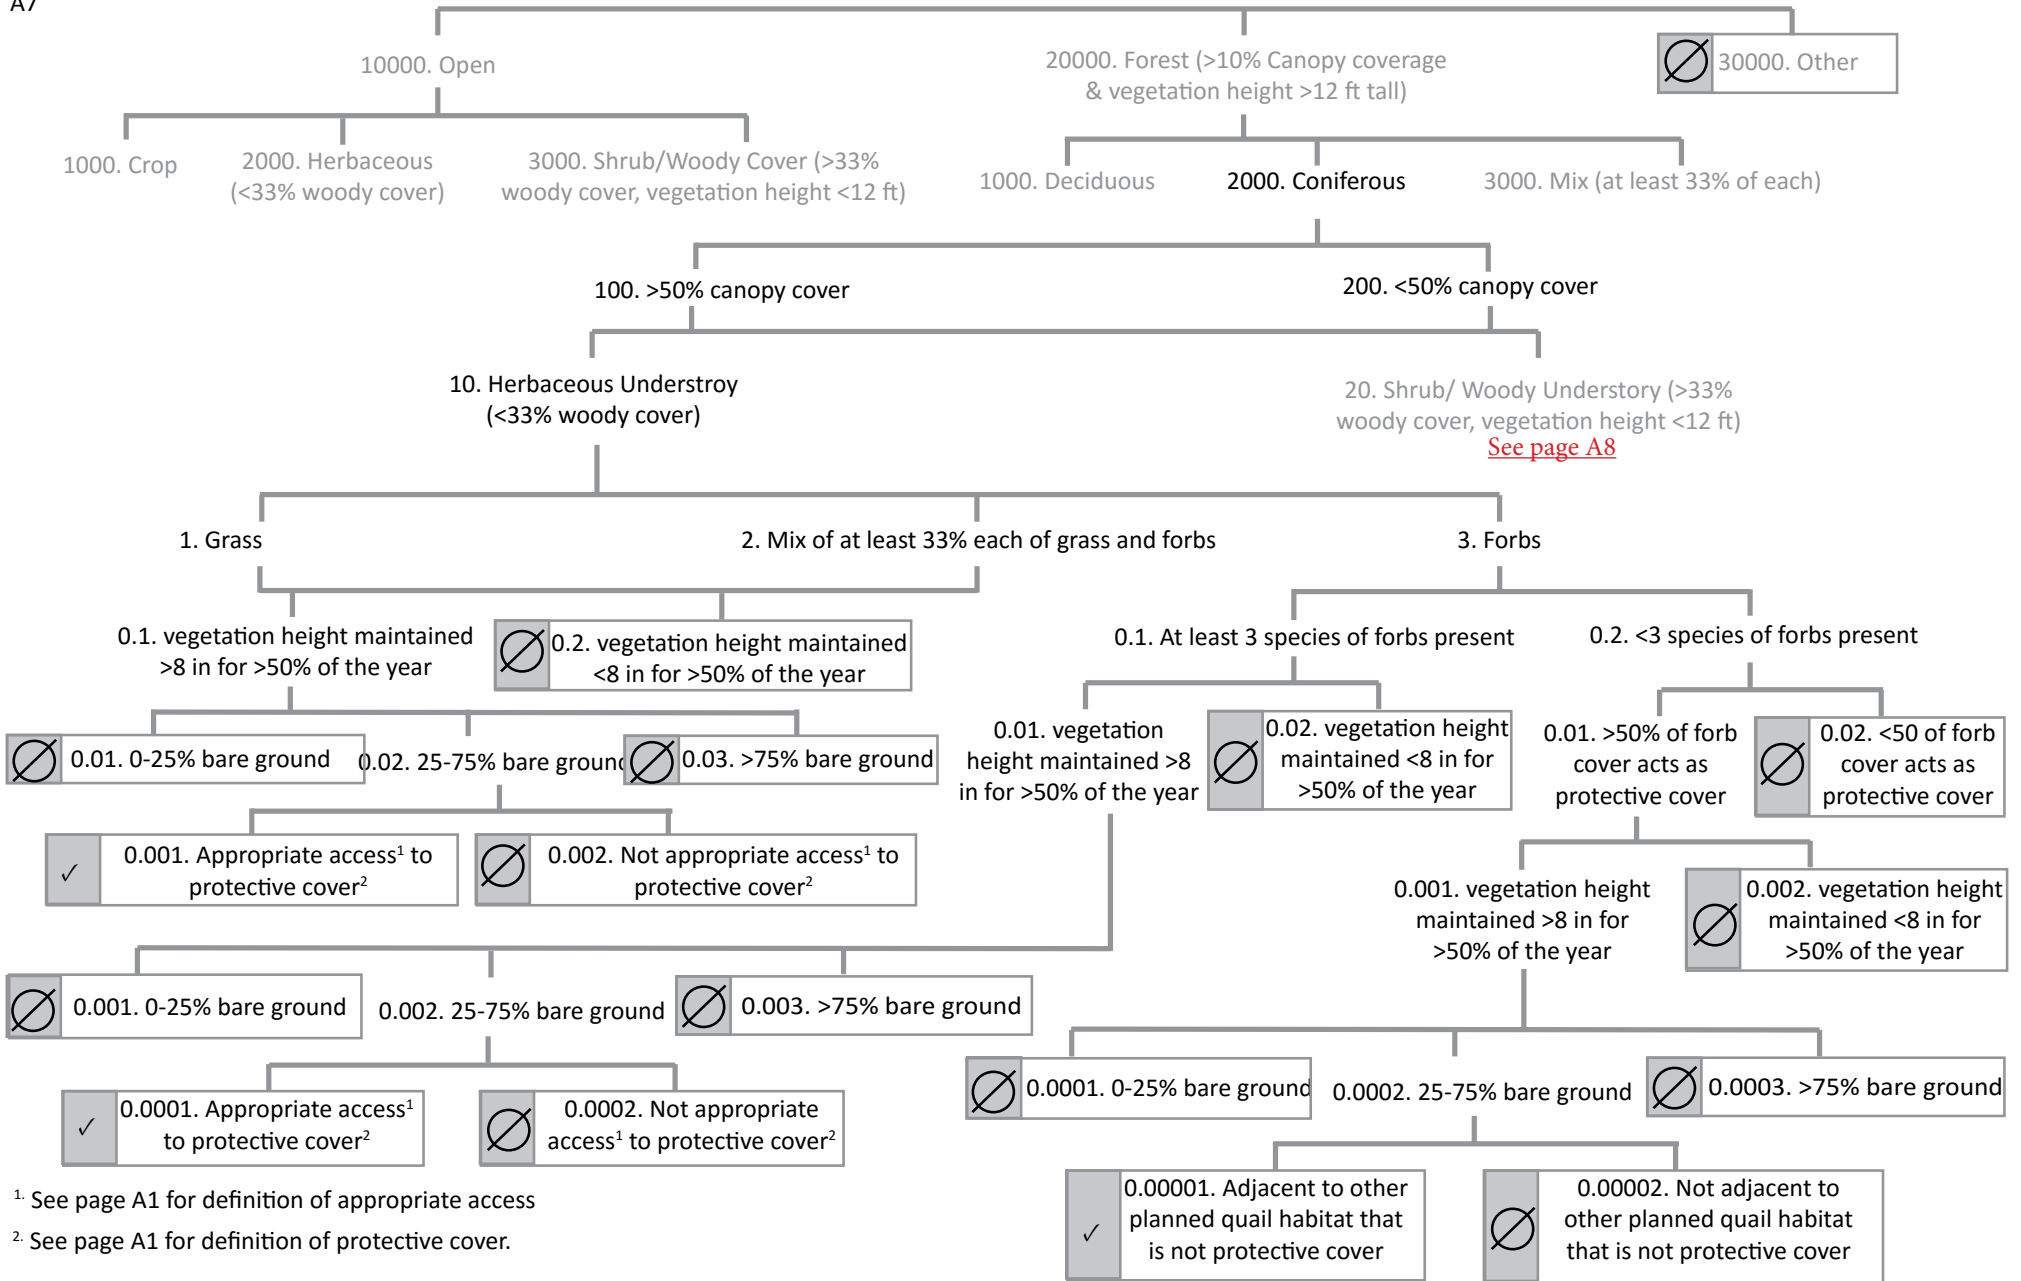 A7
10000. Open
20000. Forest (>10% Canopy coverage
& vegetation height >12 ft tall)
30000. Other
1000. Crop
2000. Herbaceous
(<33% woody cover)
3000. Shrub/Woody Cover (>33%
woody cover, vegetation height <12 ft)
1000. Deciduous
2000. Coniferous
3000. Mix (at least 33% of each)
100. >50% canopy cover
200. <50% canopy cover
10. Herbaceous Understroy
(<33% woody cover)
20. Shrub/ Woody Understory (>33%
woody cover, vegetation height <12 ft)
See page A8
1. Grass
2. Mix of at least 33% each of grass and forbs
3. Forbs
0.1. vegetation height maintained
>8 in for >50% of the year
0.2. vegetation height maintained
<8 in for >50% of the year
0.1. At least 3 species of forbs present
0.2. <3 species of forbs present
0.01. 0-25% bare ground
0.02. 25-75% bare ground
0.03. >75% bare ground
0.01. vegetation
height maintained >8
in for >50% of the year
0.02. vegetation height
maintained <8 in for
>50% of the year
0.01. >50% of forb
cover acts as
protective cover
0.02. <50 of forb
cover acts as
protective cover
✓
0.001. Appropriate access¹ to
protective cover²
0.002. Not appropriate access¹ to
protective cover²
0.001. vegetation height
maintained >8 in for
>50% of the year
0.002. vegetation height
maintained <8 in for
>50% of the year
0.001. 0-25% bare ground
0.002. 25-75% bare ground
0.003. >75% bare ground
0.0001. 0-25% bare ground
0.0002. 25-75% bare ground
0.0003. >75% bare ground
✓
0.0001. Appropriate access¹
to protective cover²
0.0002. Not appropriate
access¹ to protective cover²
✓
0.00001. Adjacent to other
planned quail habitat that
is not protective cover
0.00002. Not adjacent to
other planned quail habitat
that is not protective cover
1. See page A1 for definition of appropriate access
2. See page A1 for definition of protective cover.